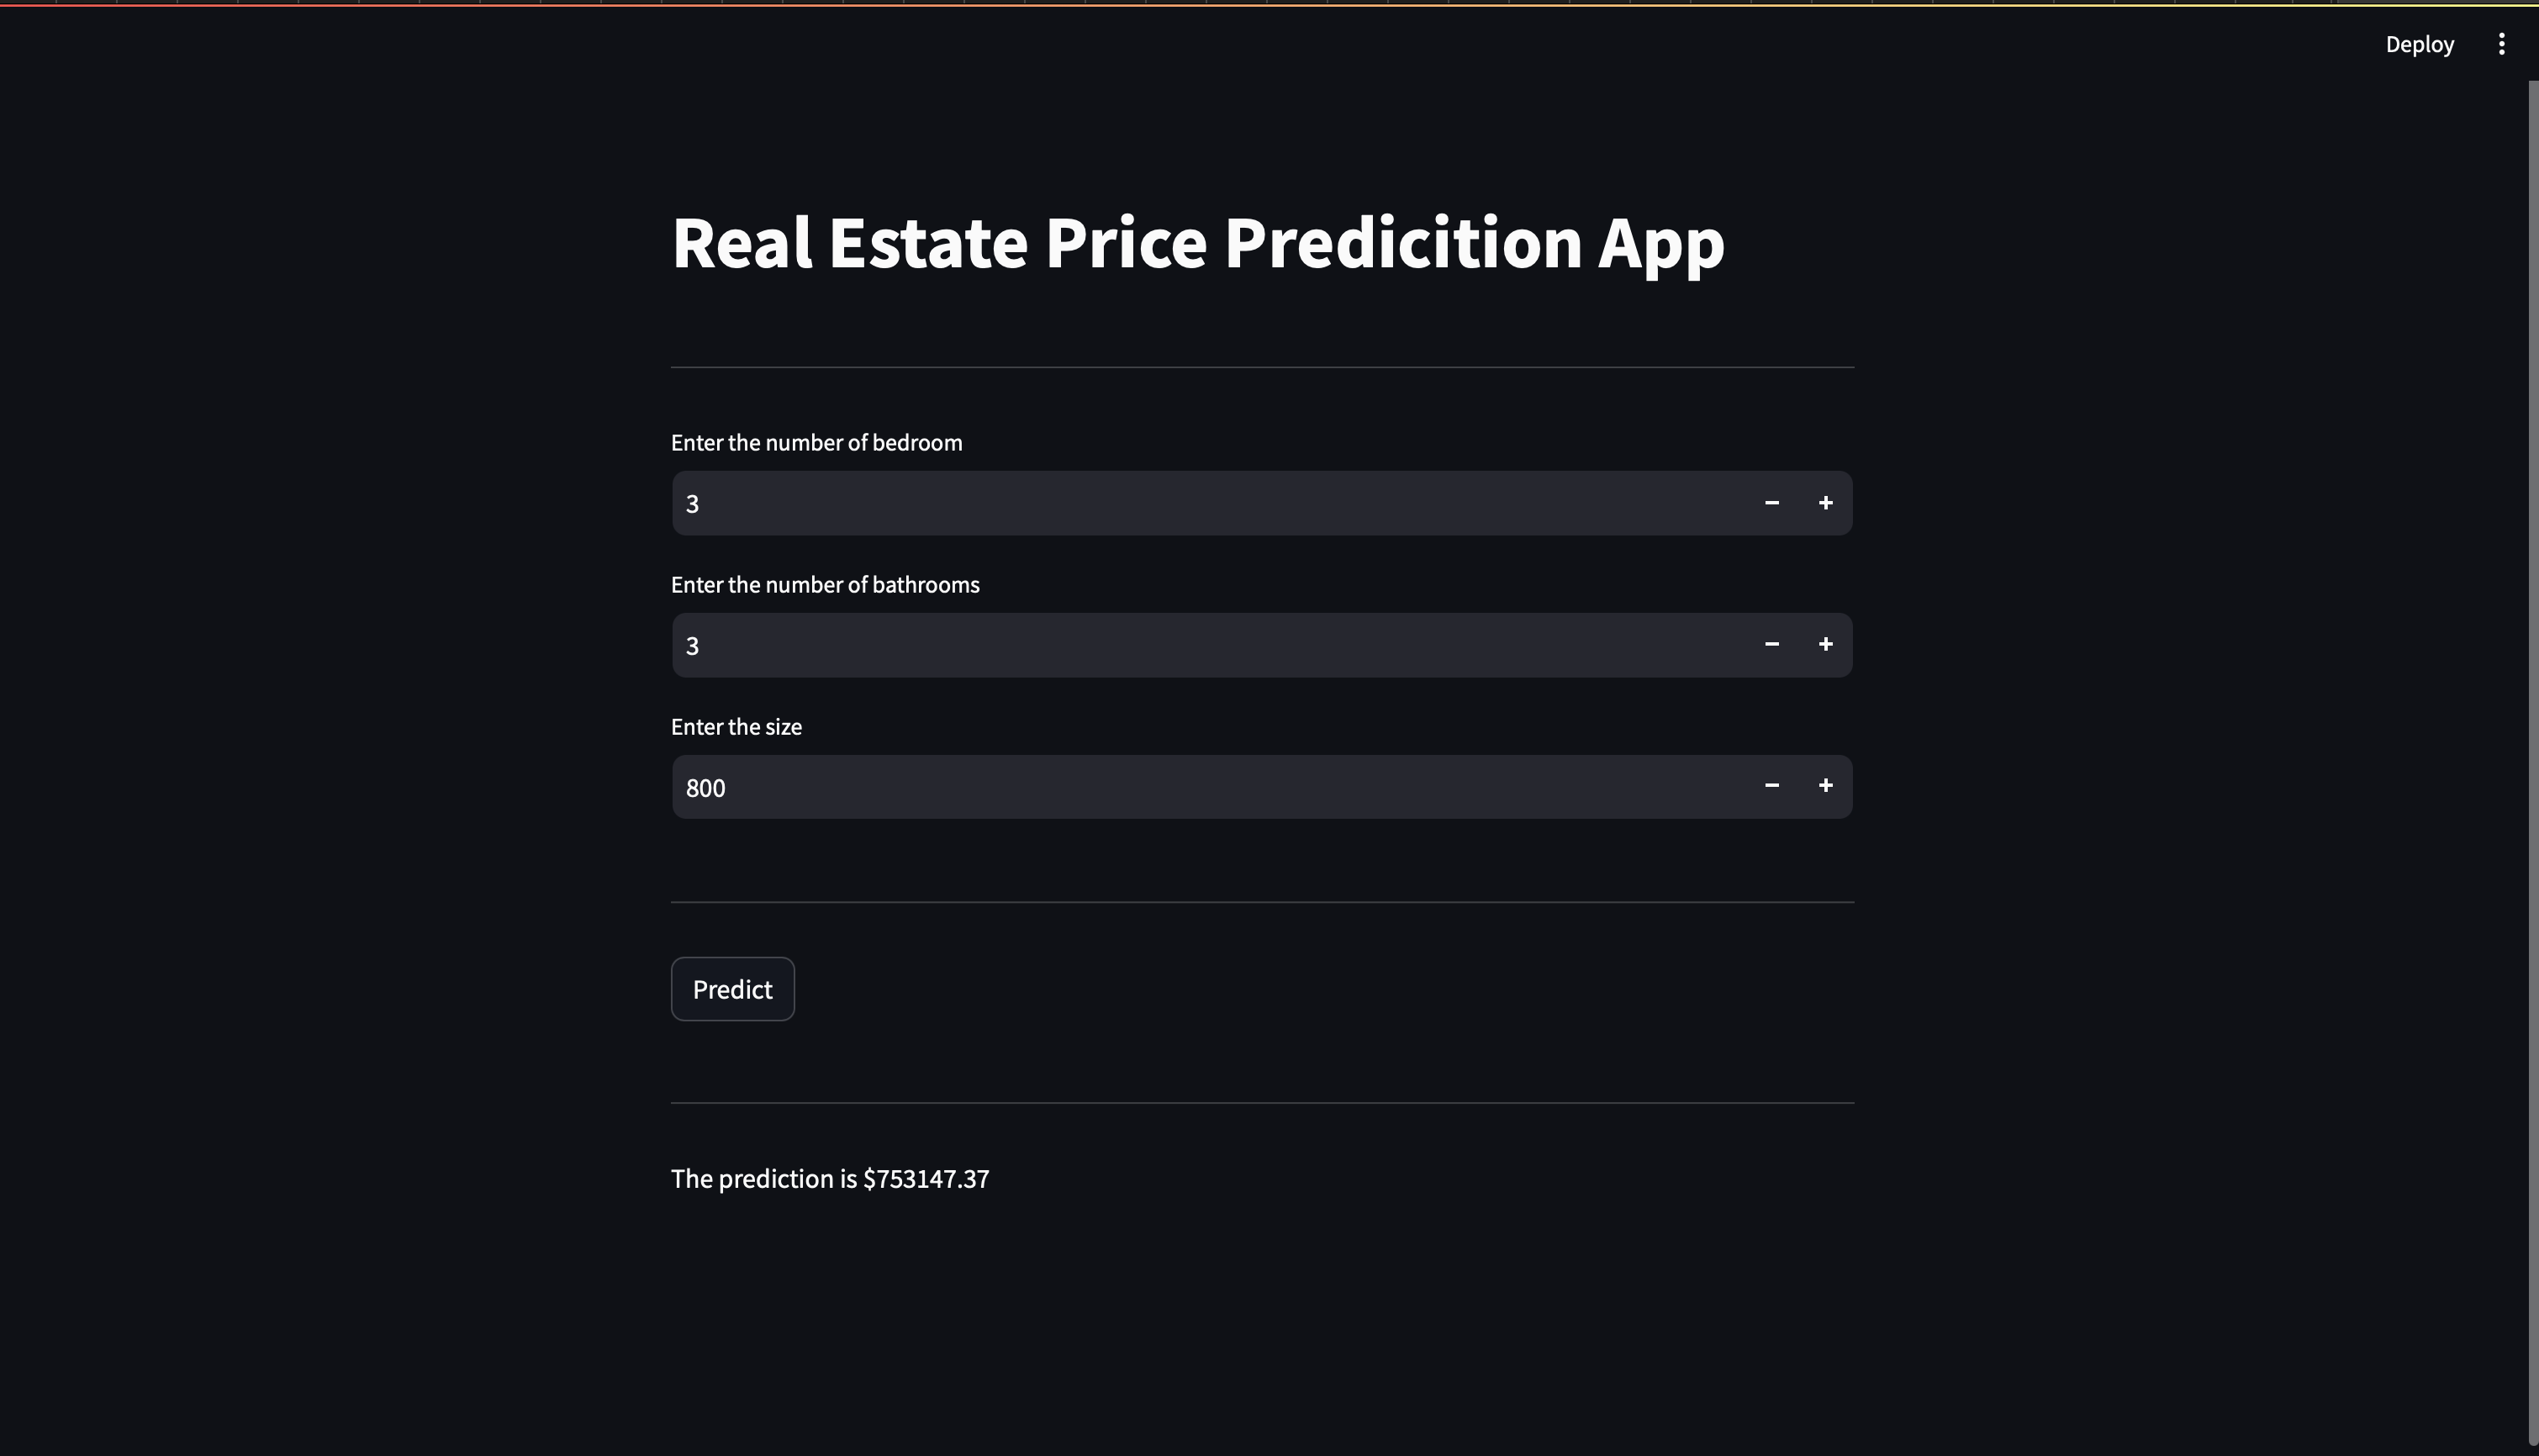 Deploy
Real Estate Price Predicition App
Enter the number of bedroom
3
Enter the number of bathrooms
3
Enter the size
800
Predict
The prediction is $753147.37